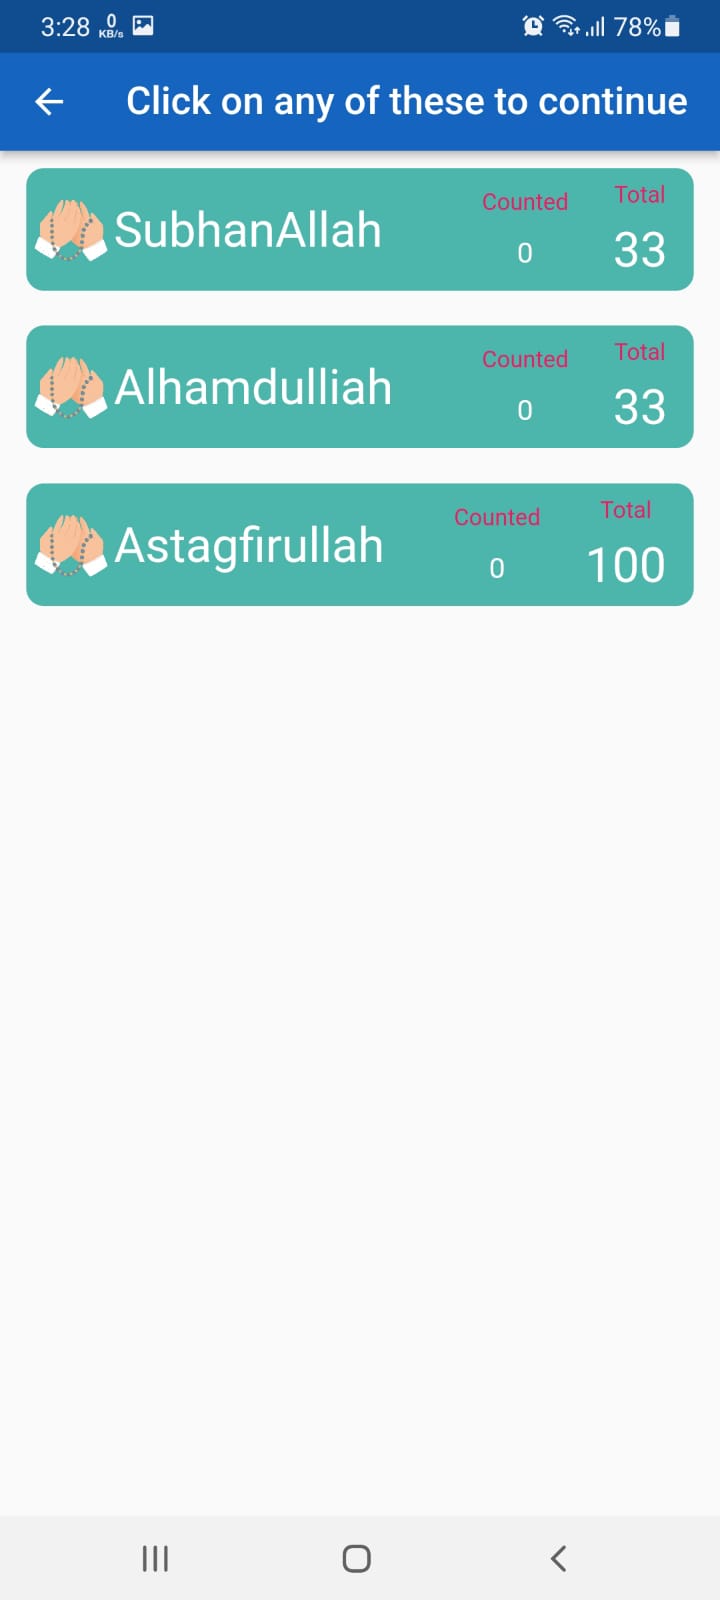 3:28 0 KB/s 78%
Click on any of these to continue
SubhanAllah Counted 0 Total 33
Alhamdulliah Counted 0 Total 33
Astagfirullah Counted 0 Total 100